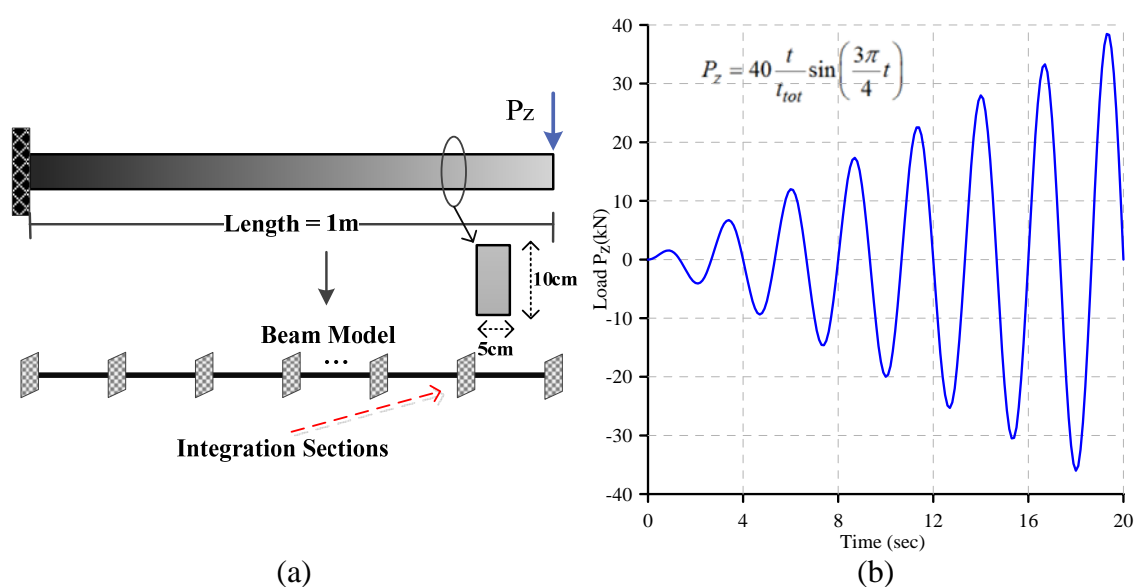 Pz
Length = 1m
10cm
5cm
Beam Model
...
Integration Sections
(a)
40
30
20
10
0
-10
-20
-30
-40
Load Pz(kN)
P_z = 40 t/t_tot sin(3π/4 t)
0 4 8 12 16 20
Time (sec)
(b)